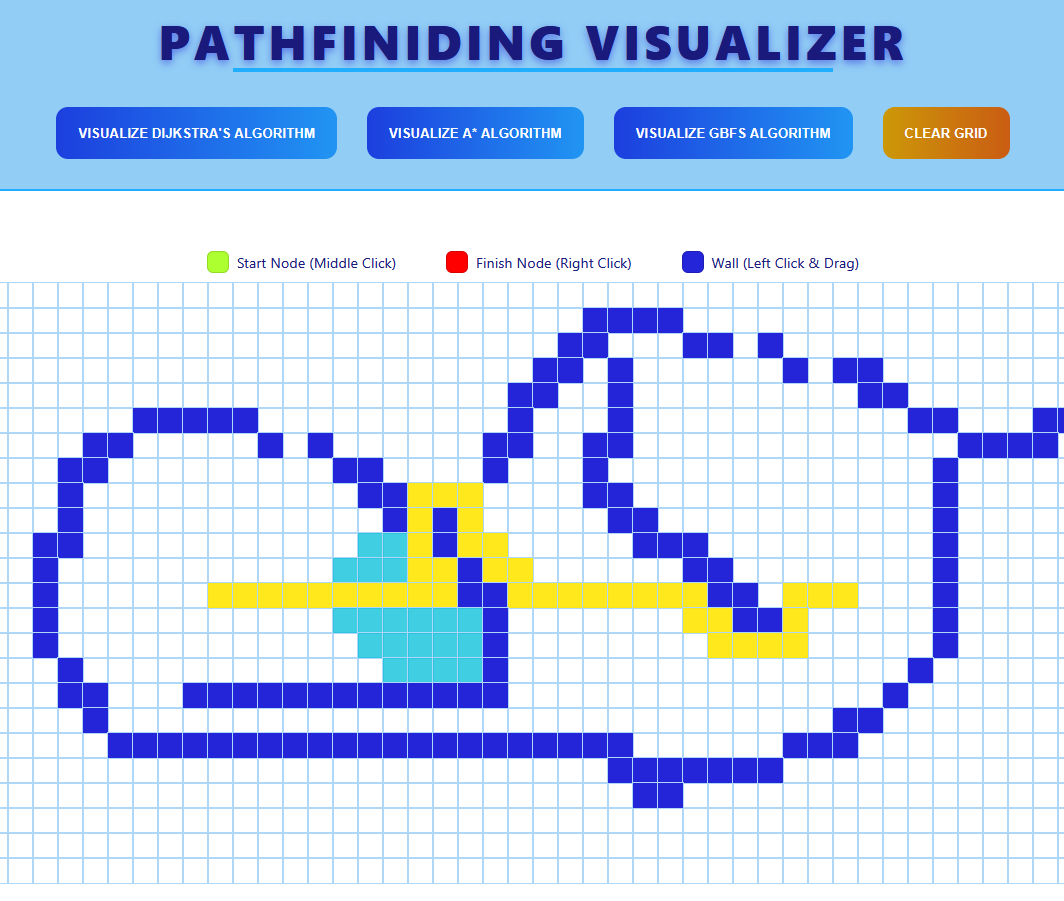 PATHFINIDING VISUALIZER
VISUALIZE DIJKSTRA'S ALGORITHM
VISUALIZE A* ALGORITHM
VISUALIZE GBFS ALGORITHM
CLEAR GRID
Start Node (Middle Click)
Finish Node (Right Click)
Wall (Left Click & Drag)